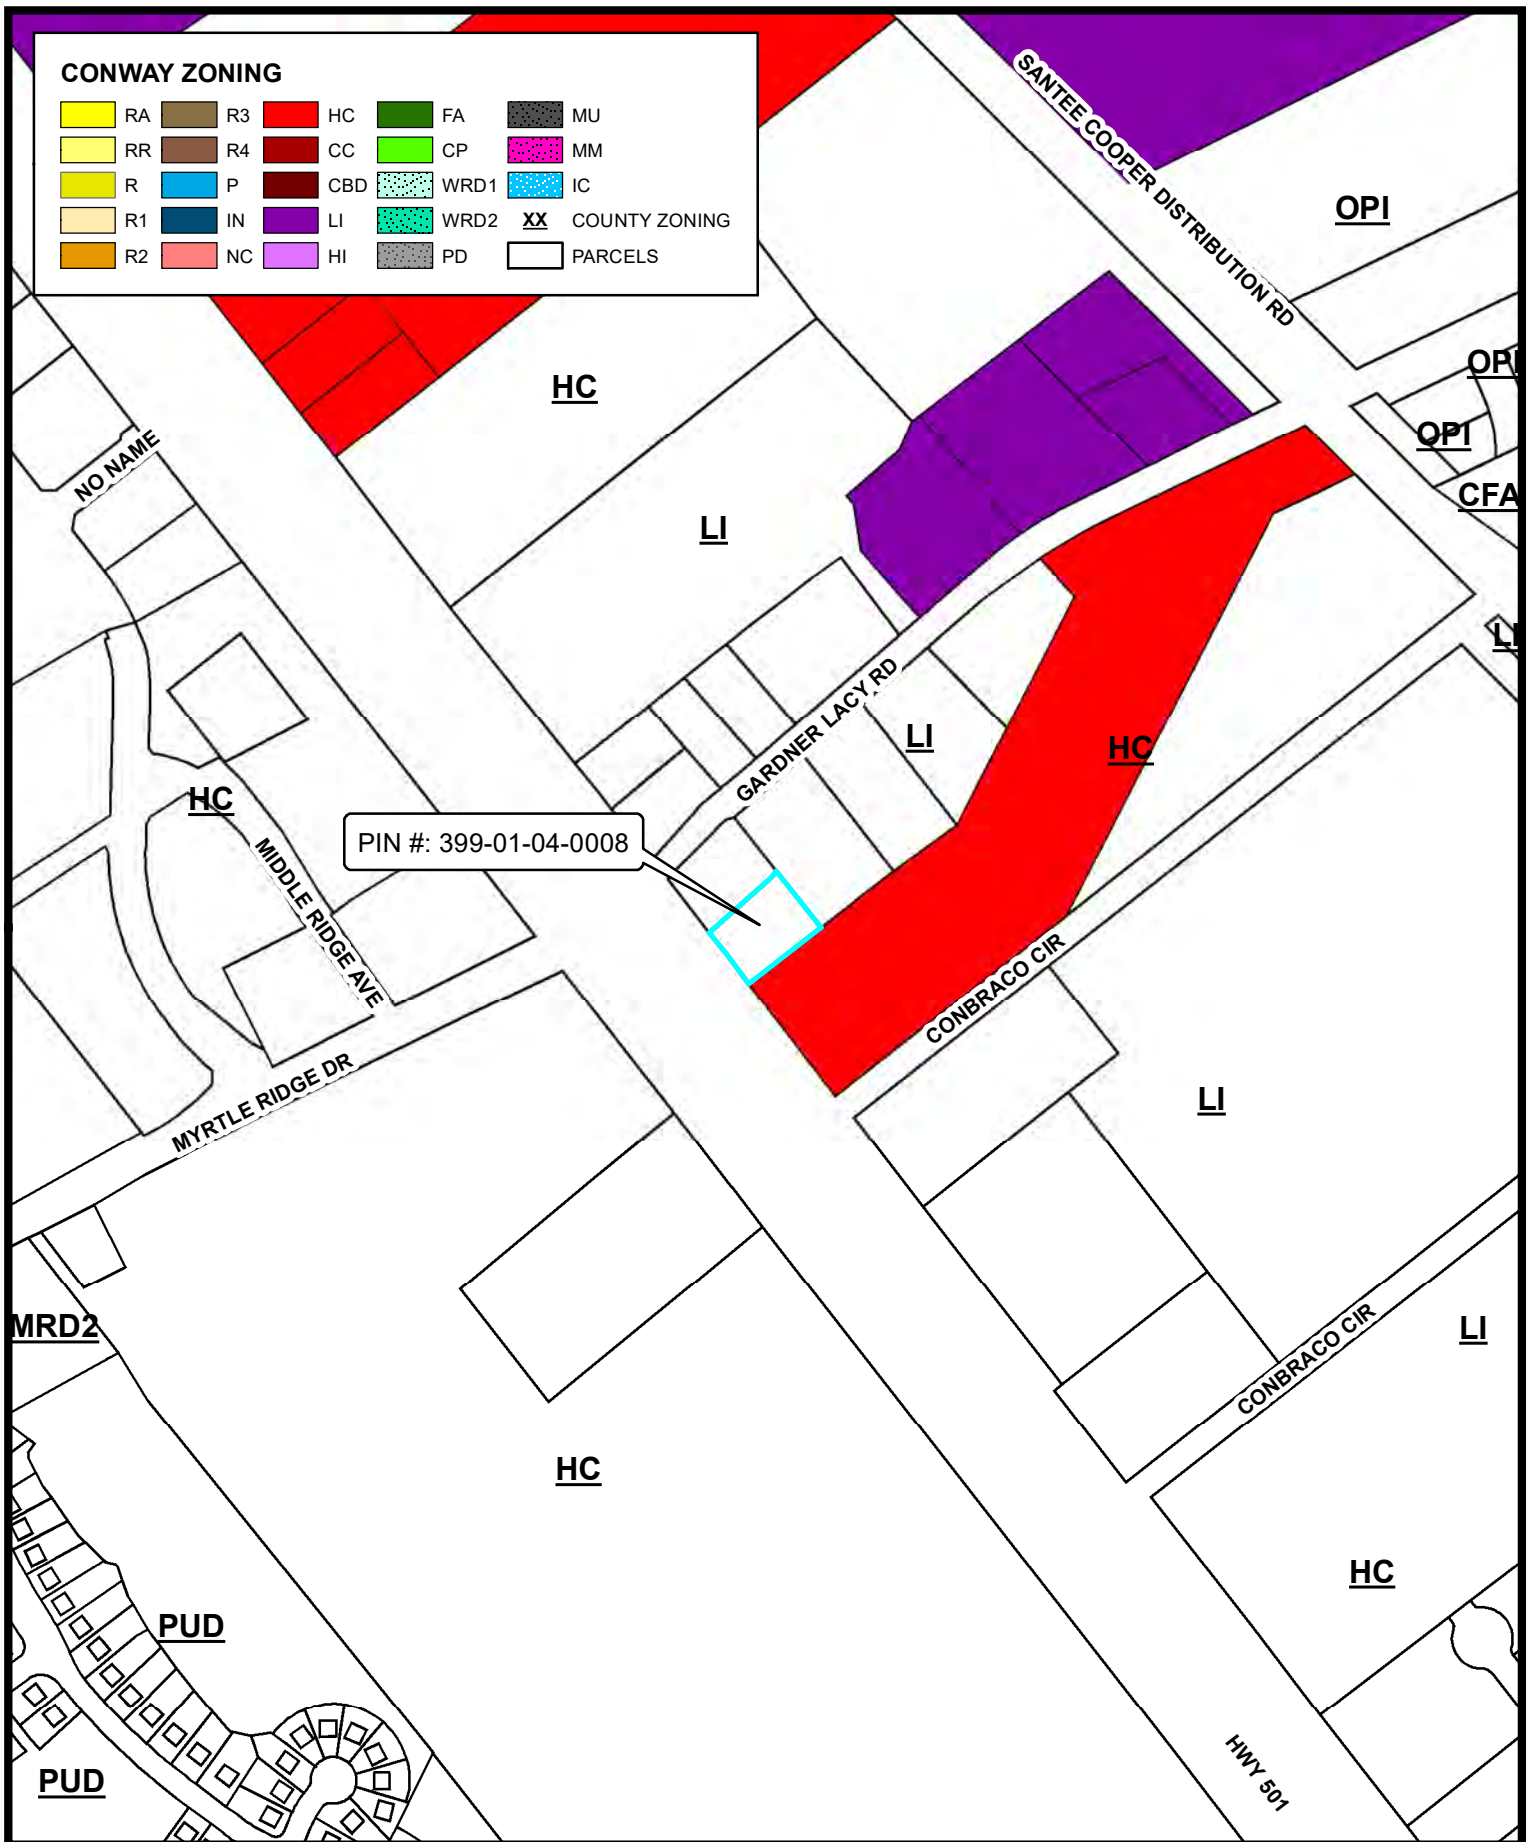 CONWAY ZONING
RA R3 HC FA MU
RR R4 CC CP MM
R P CBD WRD1 IC
R1 IN LI WRD2 XX COUNTY ZONING
R2 NC HI PD PARCELS
SANTEE COOPER DISTRIBUTION RD
OPI
OPI
HC
OPI
NO NAME
CFA
LI
LI
GARDNER LACY RD
LI
HC
HC
PIN #: 399-01-04-0008
MIDDLE RIDGE AVE
CONBRACO CIR
MYRTLE RIDGE DR
LI
MRD2
LI
CONBRACO CIR
HC
HC
PUD
HWY 501
PUD